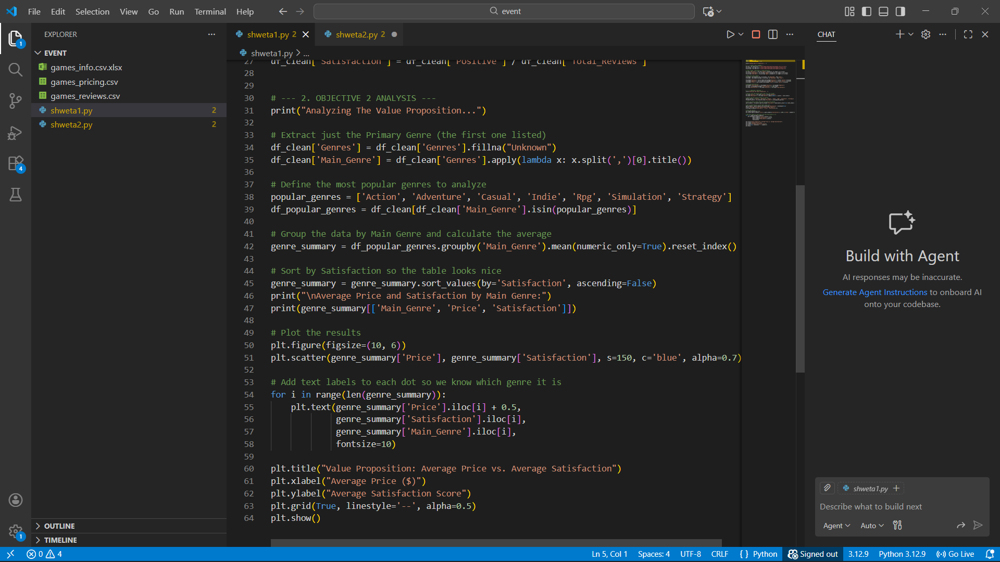 File Edit Selection View Go Run Terminal Help
event
EXPLORER
EVENT
games_info.csv.xlsx
games_pricing.csv
games_reviews.csv
shweta1.py 2
shweta2.py 2
OUTLINE
TIMELINE
1
4
1
shweta1.py 2
shweta2.py 2
shweta1.py > ...
27 df_clean['Satisfaction'] = df_clean['Positive'] / df_clean['Total_Reviews']
28
29
30 # --- 2. OBJECTIVE 2 ANALYSIS ---
31 print("Analyzing The Value Proposition...")
32
33 # Extract just the Primary Genre (the first one listed)
34 df_clean['Genres'] = df_clean['Genres'].fillna("Unknown")
35 df_clean['Main_Genre'] = df_clean['Genres'].apply(lambda x: x.split(',')[0].title())
36
37 # Define the most popular genres to analyze
38 popular_genres = ['Action', 'Adventure', 'Casual', 'Indie', 'Rpg', 'Simulation', 'Strategy']
39 df_popular_genres = df_clean[df_clean['Main_Genre'].isin(popular_genres)]
40
41 # Group the data by Main Genre and calculate the average
42 genre_summary = df_popular_genres.groupby('Main_Genre').mean(numeric_only=True).reset_index()
43
44 # Sort by Satisfaction so the table looks nice
45 genre_summary = genre_summary.sort_values(by='Satisfaction', ascending=False)
46 print("\nAverage Price and Satisfaction by Main Genre:")
47 print(genre_summary[['Main_Genre', 'Price', 'Satisfaction']])
48
49 # Plot the results
50 plt.figure(figsize=(10, 6))
51 plt.scatter(genre_summary['Price'], genre_summary['Satisfaction'], s=150, c='blue', alpha=0.7)
52
53 # Add text labels to each dot so we know which genre it is
54 for i in range(len(genre_summary)):
55 plt.text(genre_summary['Price'].iloc[i] + 0.5,
56 genre_summary['Satisfaction'].iloc[i],
57 genre_summary['Main_Genre'].iloc[i],
58 fontsize=10)
59
60 plt.title("Value Proposition: Average Price vs. Average Satisfaction")
61 plt.xlabel("Average Price ($)")
62 plt.ylabel("Average Satisfaction Score")
63 plt.grid(True, linestyle='--', alpha=0.5)
64 plt.show()
CHAT
Build with Agent
AI responses may be inaccurate.
Generate Agent Instructions to onboard AI
onto your codebase.
shweta1.py
Describe what to build next
Agent Auto
0 4 Ln 5, Col 1 Spaces: 4 UTF-8 CRLF { } Python Signed out 3.12.9 Python 3.12.9 Go Live